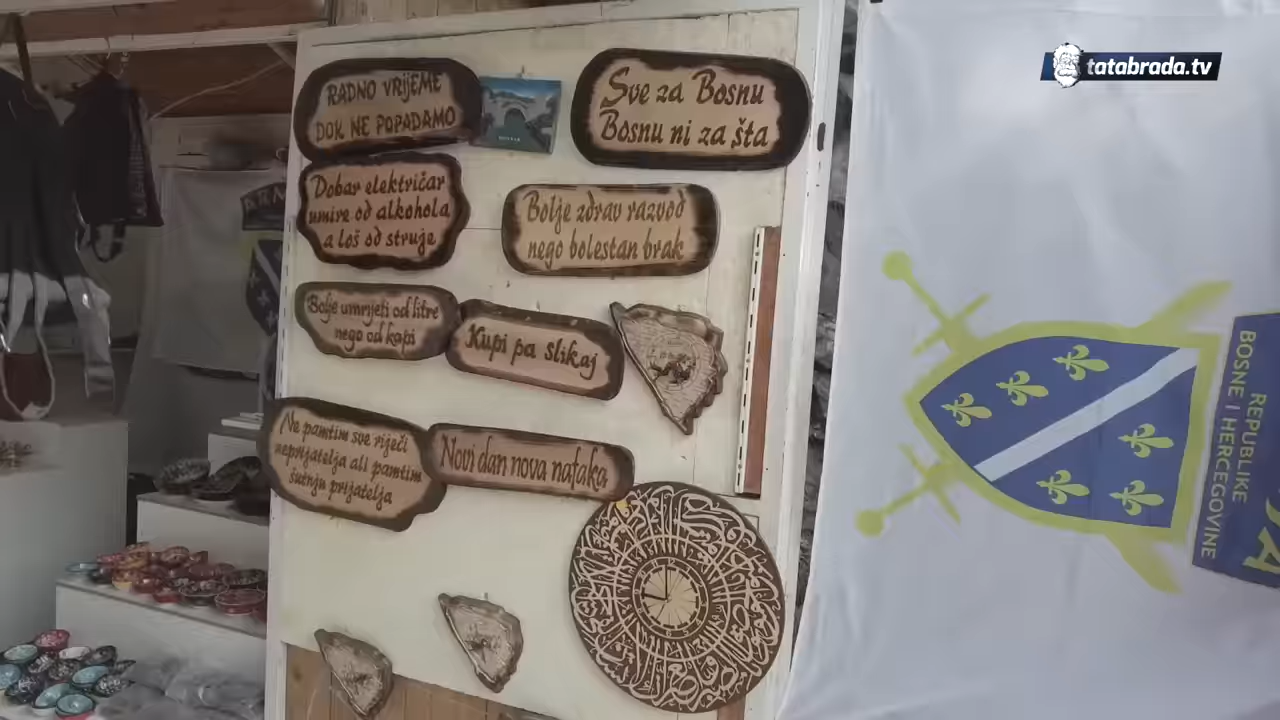 tatabrada.tv
RADNO VRIJEME
DOK NE POPADAMO
Sve za Bosnu
Bosnu ni za šta
Dobar električar
umire od alkohola
a loš od struje
Bolje zdrav razvod
nego bolestan brak
Bolje umrijeti od litre
nego od kapi
Kupi pa slikaj
Ne pamtim sve riječi
neprijatelja ali pamtim
šutnju prijatelja
Novi dan nova nafaka
REPUBLIKE
BOSNE I HERCEGOVINE